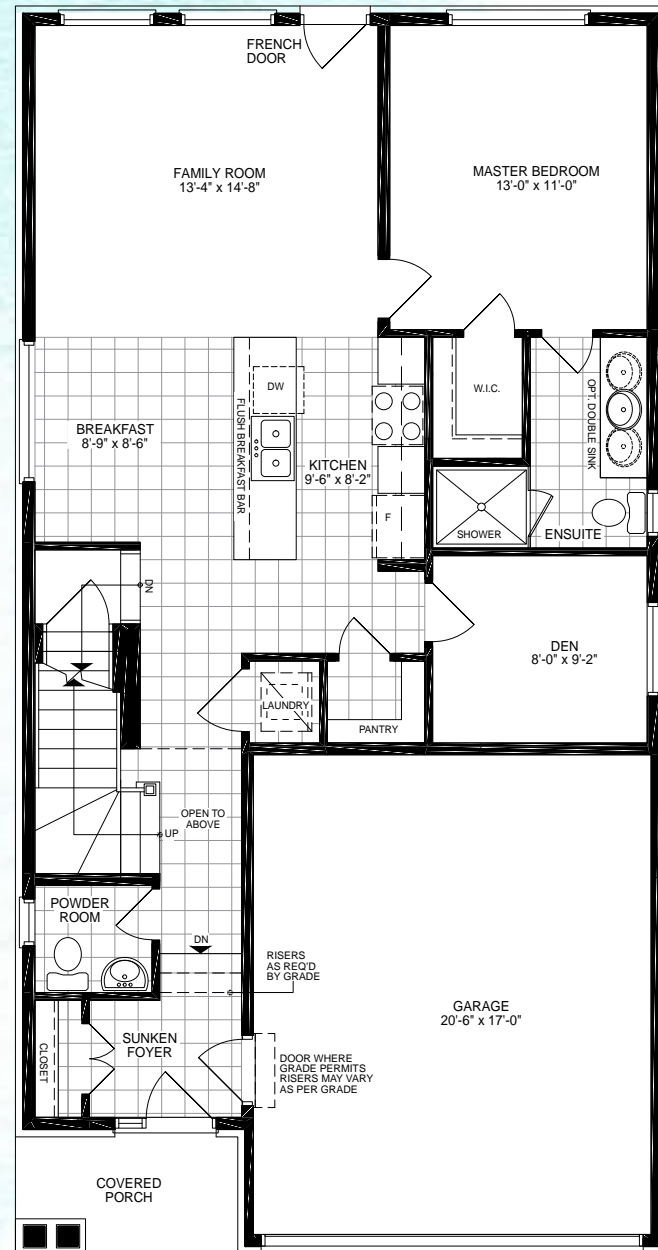 FRENCH
DOOR
FAMILY ROOM
13'-4" x 14'-8"
MASTER BEDROOM
13'-0" x 11'-0"
DW
FLUSH BREAKFAST BAR
W.I.C.
OPT. DOUBLE SINK
BREAKFAST
8'-9" x 8'-6"
KITCHEN
9'-6" x 8'-2"
F
SHOWER
ENSUITE
DN
DEN
8'-0" x 9'-2"
LAUNDRY
PANTRY
OPEN TO
ABOVE
UP
POWDER
ROOM
DN
RISERS
AS REQ'D
BY GRADE
GARAGE
20'-6" x 17'-0"
SUNKEN
FOYER
CLOSET
DOOR WHERE
GRADE PERMITS
RISERS MAY VARY
AS PER GRADE
COVERED
PORCH